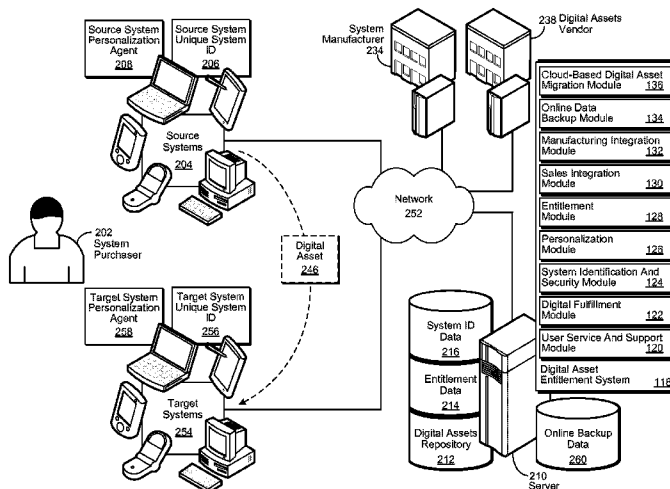 Source System
Personalization
Agent
208
Source System
Unique System
ID
206
Source
Systems
204
202
System
Purchaser
Digital
Asset
246
Target System
Personalization
Agent
258
Target System
Unique System
ID
256
Target
Systems
254
System
Manufacturer
234
238
Digital Assets
Vendor
Network
252
Cloud-Based Digital Asset
Migration Module 136
Online Data
Backup Module 134
Manufacturing Integration
Module 132
Sales Integration
Module 130
Entitlement
Module 128
Personalization
Module 126
System Identification And
Security Module 124
Digital Fulfillment
Module 122
User Service And Support
Module 120
Digital Asset
Entitlement System 118
System ID
Data
216
Entitlement
Data
214
Digital Assets
Repository
212
210
Server
Online Backup
Data
260